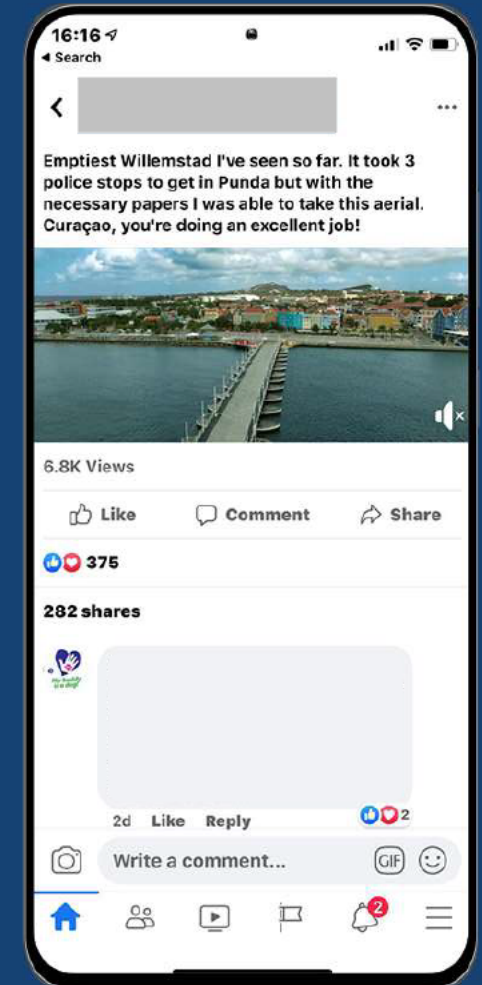 16:16
Search
Emptiest Willemstad I've seen so far. It took 3
police stops to get in Punda but with the
necessary papers I was able to take this aerial.
Curaçao, you're doing an excellent job!
6.8K Views
Like Comment Share
375
282 shares
2d Like Reply 2
Write a comment... GIF
2